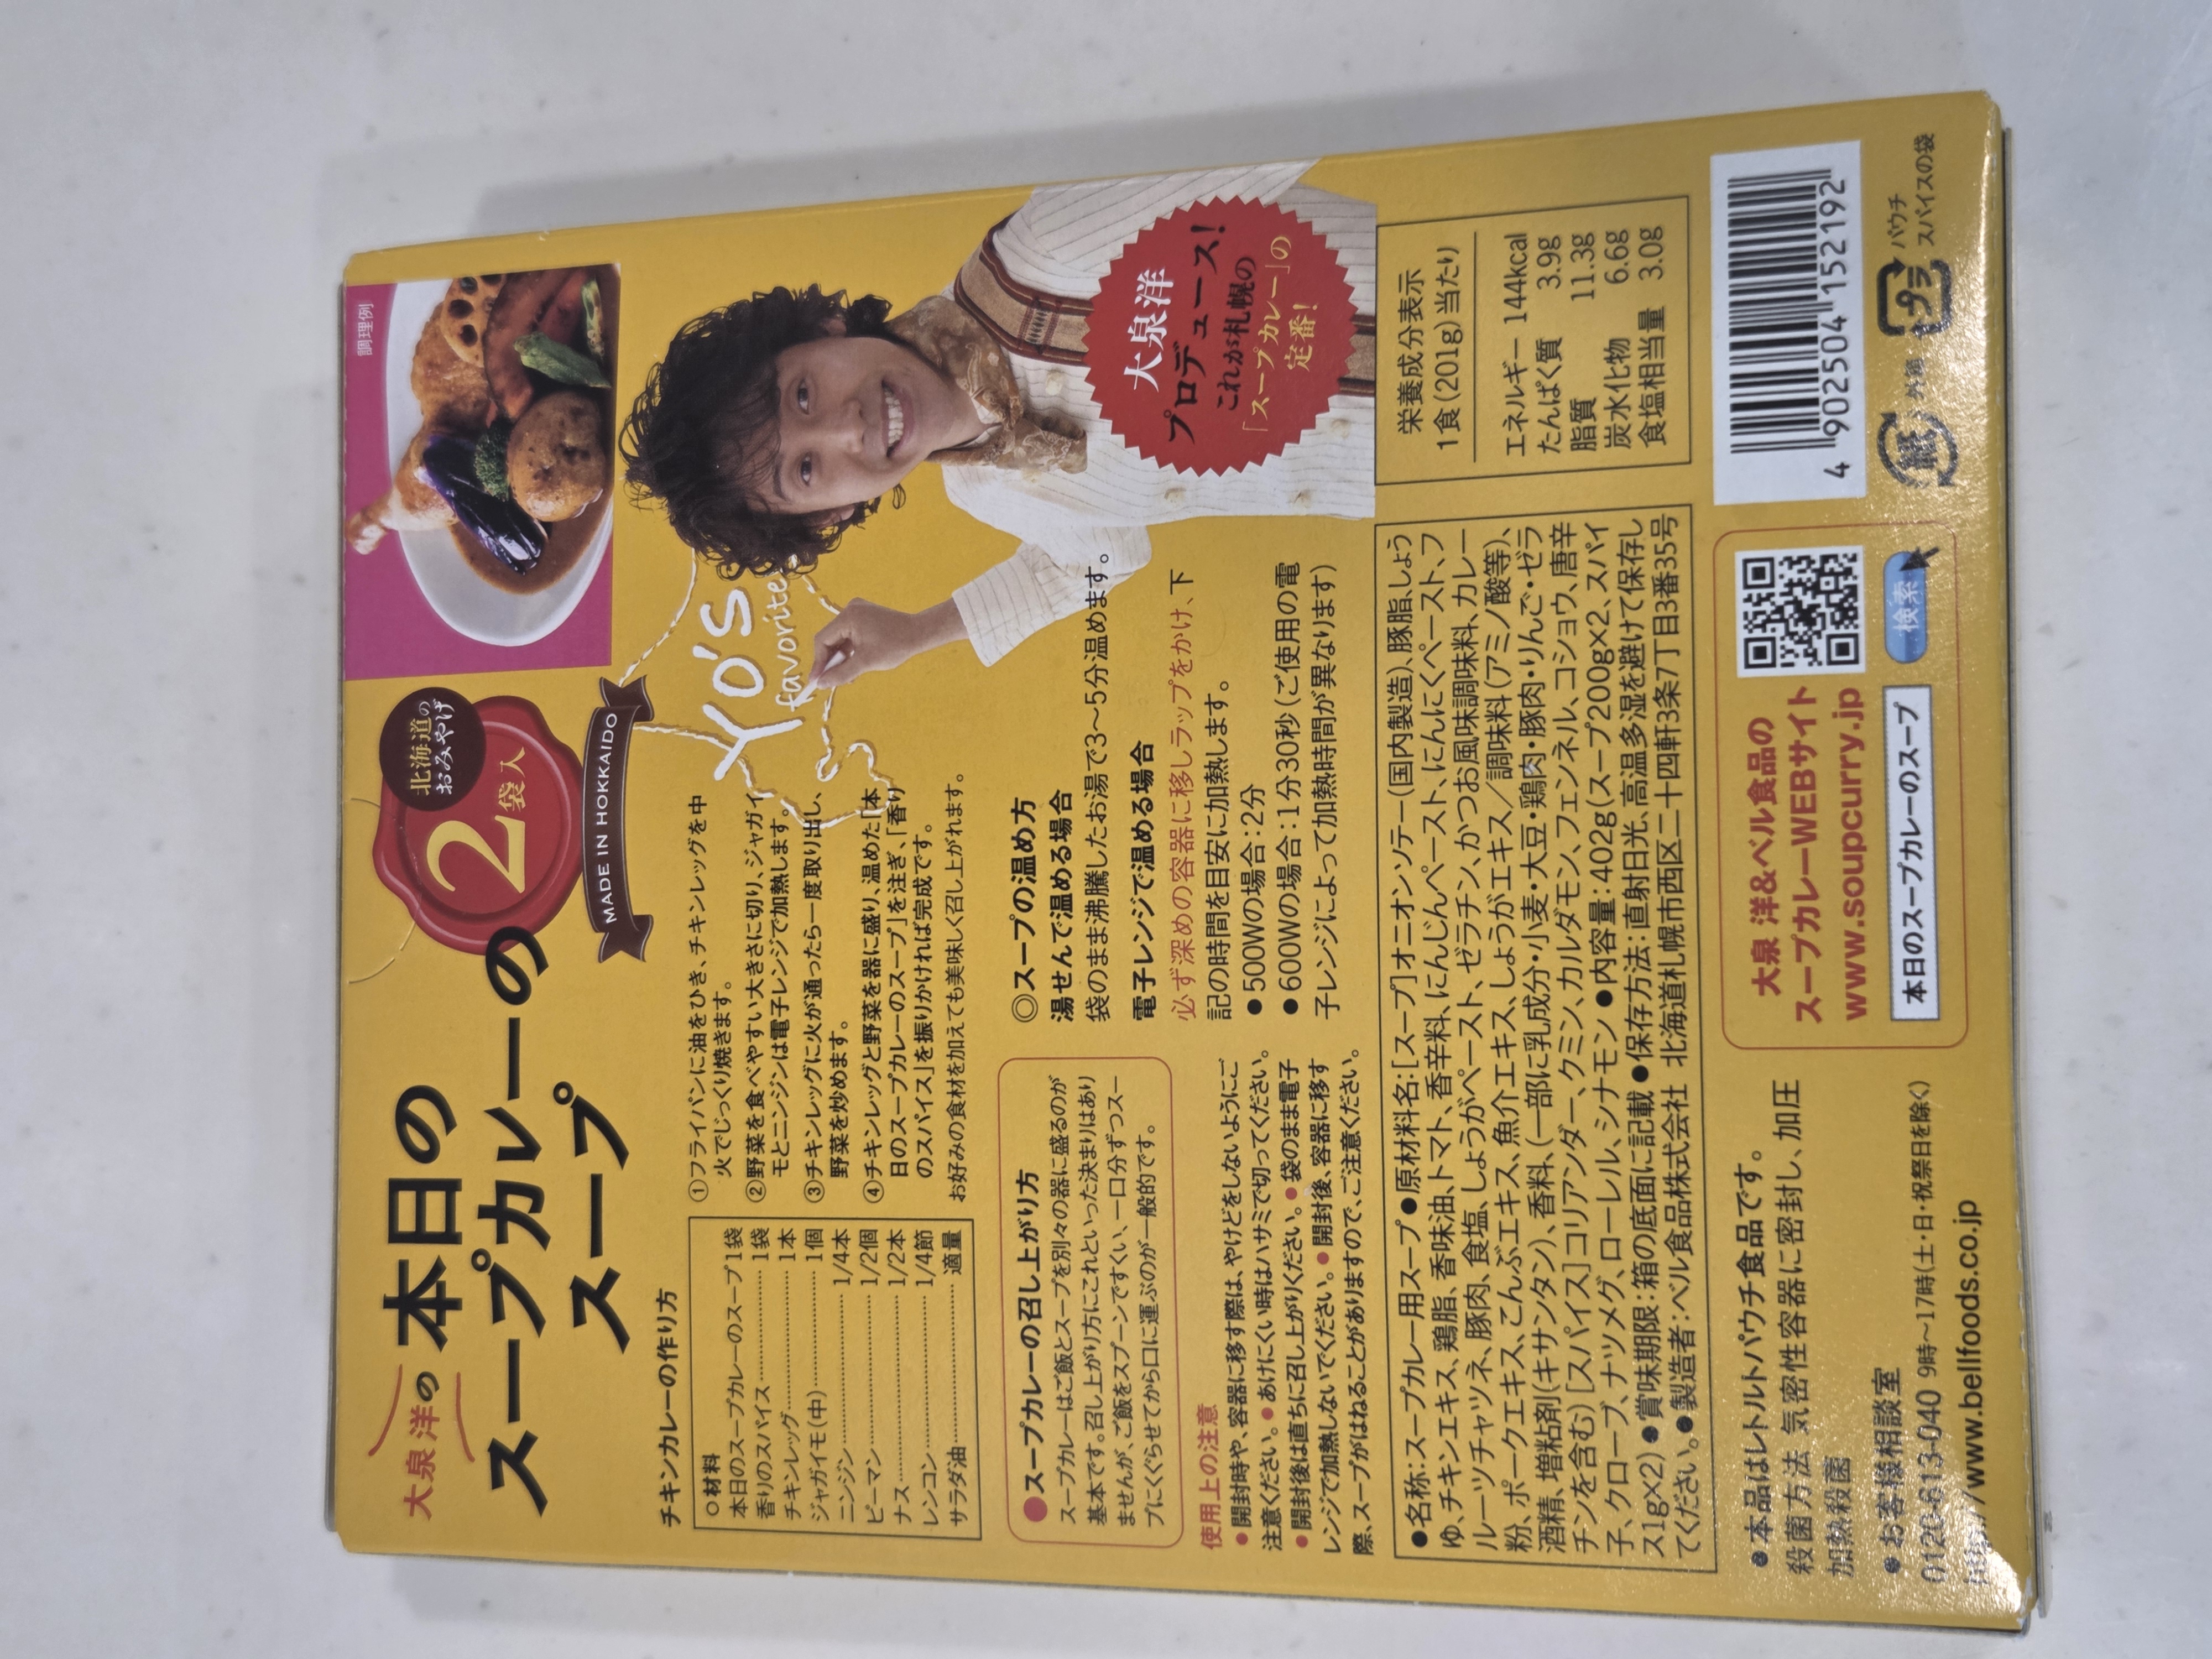 調理例
大泉 洋の
本日の
スープカレーの
スープ
北海道の
おみやげ
2袋入
MADE IN HOKKAIDO
チキンカレーの作り方
○材料
本日のスープカレーのスープ1袋
香りのスパイス……1袋
チキンレッグ……1本
ジャガイモ(中)……1個
ニンジン……1/4本
ピーマン……1/2個
ナス……1/2本
レンコン……1/4節
サラダ油……適量
①フライパンに油をひき、チキンレッグを中
火でじっくり焼きます。
②野菜を食べやすい大きさに切り、ジャガイ
モとニンジンは電子レンジで加熱します。
③チキンレッグに火が通ったら一度取り出し、
野菜を炒めます。
④チキンレッグと野菜を器に盛り、温めた「本
日のスープカレーのスープ」を注ぎ、「香り
のスパイス」を振りかければ完成です。
お好みの食材を加えても美味しく召し上がれます。
Yo's
favorite
●スープカレーの召し上がり方
スープカレーはご飯とスープを別々の器に盛るのが
基本です。召し上がり方にこれといった決まりはあり
ませんが、ご飯をスプーンですくい、一口分ずつスー
プにくぐらせてから口に運ぶのが一般的です。
◎スープの温め方
湯せんで温める場合
袋のまま沸騰したお湯で3～5分温めます。
電子レンジで温める場合
必ず深めの容器に移しラップをかけ、下
記の時間を目安に加熱します。
●500Wの場合:2分
●600Wの場合:1分30秒(ご使用の電
子レンジによって加熱時間が異なります)
使用上の注意
●開封時や、容器に移す際は、やけどをしないようにご
注意ください。●あけにくい時はハサミで切ってください。
●開封後は直ちに召し上がりください。●袋のまま電子
レンジで加熱しないでください。●開封後、容器に移す
際、スープがはねることがありますので、ご注意ください。
大泉洋
プロデュース!
これが札幌の
「スープカレー」の
定番!
●名称:スープカレー用スープ●原材料名:[スープ]オニオンソテー(国内製造)、豚脂、しょう
ゆ、チキンエキス、鶏脂、香味油、トマト、香辛料、にんじんペースト、にんにくペースト、フ
ルーツチャツネ、豚肉、食塩、しょうがペースト、ゼラチン、かつお風味調味料、カレー
粉、ポークエキス、こんぶエキス、魚介エキス、しょうがエキス／調味料(アミノ酸等)、
酒精、増粘剤(キサンタン)、香料、(一部に乳成分・小麦・大豆・鶏肉・豚肉・りんご・ゼラ
チンを含む)[スパイス]コリアンダー、クミン、カルダモン、フェンネル、コショウ、唐辛
子、クローブ、ナツメグ、ローレル、シナモン●内容量:402g(スープ200g×2、スパイ
ス1g×2)●賞味期限:箱の底面に記載●保存方法:直射日光、高温多湿を避けて保存し
てください。●製造者:ベル食品株式会社 北海道札幌市西区二十四軒3条7丁目3番35号
栄養成分表示
1食(201g)当たり
エネルギー 144kcal
たんぱく質 3.9g
脂質 11.3g
炭水化物 6.6g
食塩相当量 3.0g
●本品はレトルトパウチ食品です。
殺菌方法 気密性容器に密封し、加圧
加熱殺菌
●お客様相談室
0120-613-040 9時～17時(土・日・祝祭日を除く)
http://www.bellfoods.co.jp
大泉 洋&ベル食品の
スープカレーWEBサイト
www.soupcurry.jp
本日のスープカレーのスープ
検索
4 902504 152192
紙
外箱
プラ
パウチ
スパイスの袋